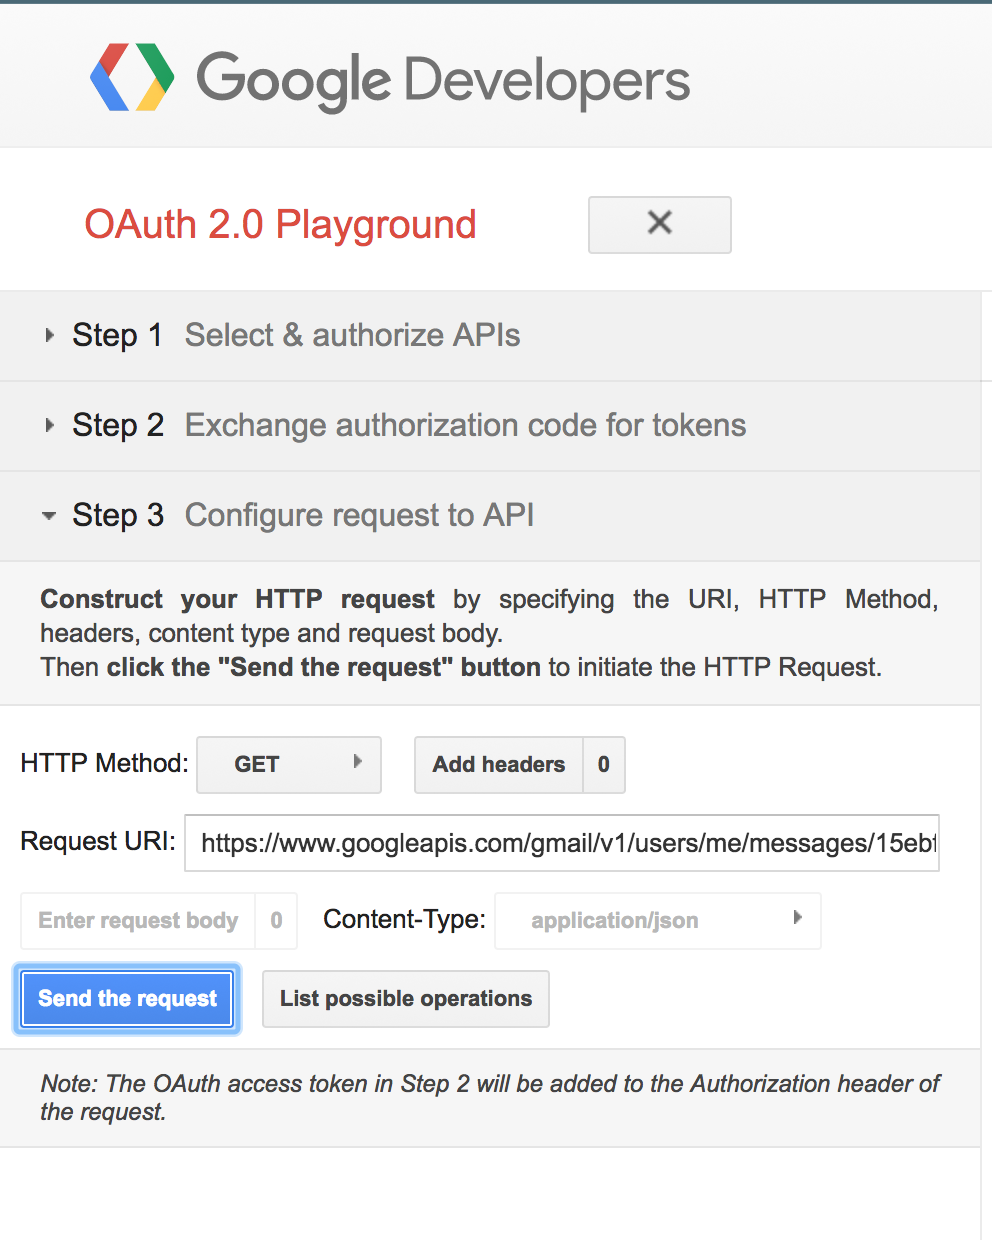 Google Developers
OAuth 2.0 Playground
Step 1 Select & authorize APIs
Step 2 Exchange authorization code for tokens
Step 3 Configure request to API
Construct your HTTP request by specifying the URI, HTTP Method,
headers, content type and request body.
Then click the "Send the request" button to initiate the HTTP Request.
HTTP Method: GET Add headers 0
Request URI: https://www.googleapis.com/gmail/v1/users/me/messages/15eb
Enter request body 0 Content-Type: application/json
Send the request List possible operations
Note: The OAuth access token in Step 2 will be added to the Authorization header of
the request.